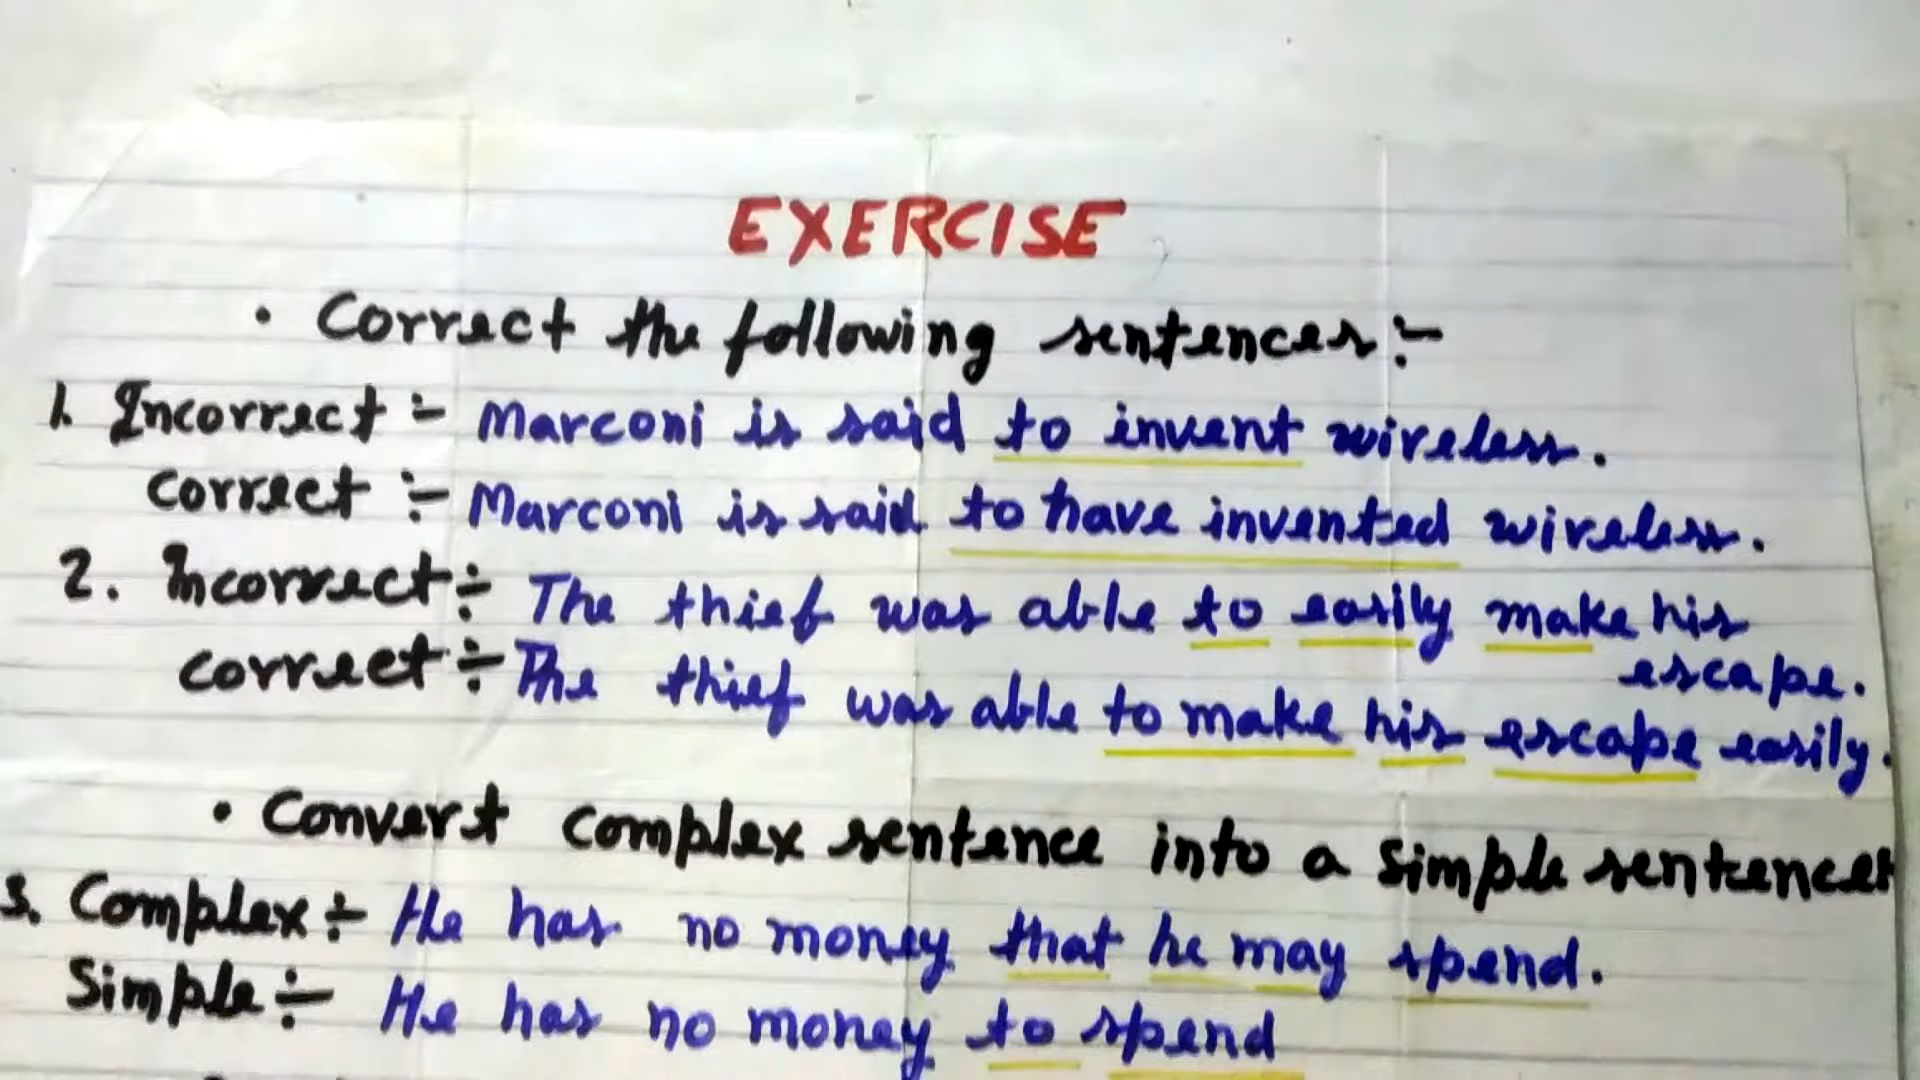 EXERCISE
• Correct the following sentences :-
1. Incorrect :- Marconi is said to invent wireless.
correct :- Marconi is said to have invented wireless.
2. Incorrect ÷ The thief was able to easily make his
escape.
correct ÷ The thief was able to make his escape easily.
• Convert complex sentence into a simple sentences
3. Complex ÷ He has no money that he may spend.
Simple ÷ He has no money to spend